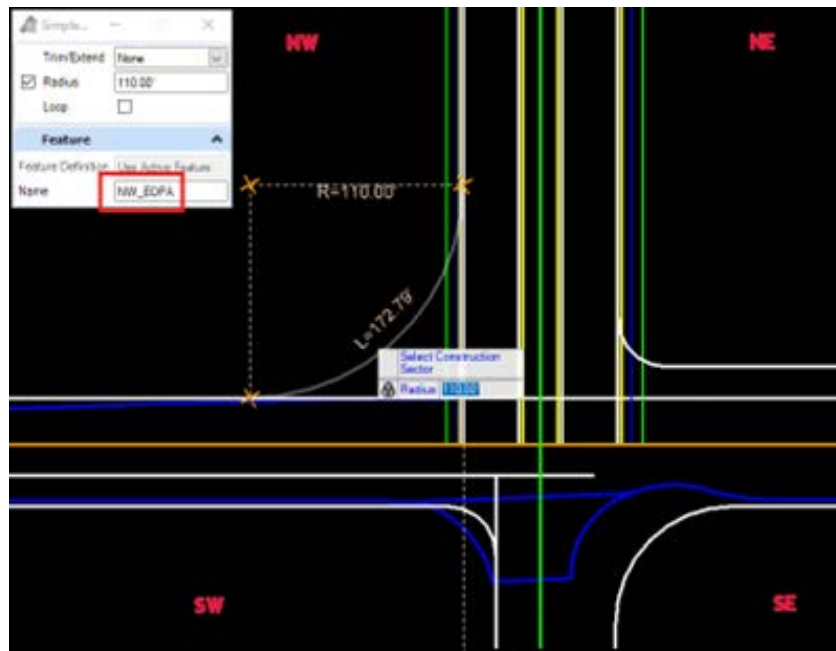 Simple...
NW
NE
Trim/Extend None
Radius 110.00'
Loop
Feature
Feature Definition Use Active Feature
Name NW_EOPA
R=110.00'
L=172.79'
Select Construction
Sector
Radius 110.00'
SW
SE